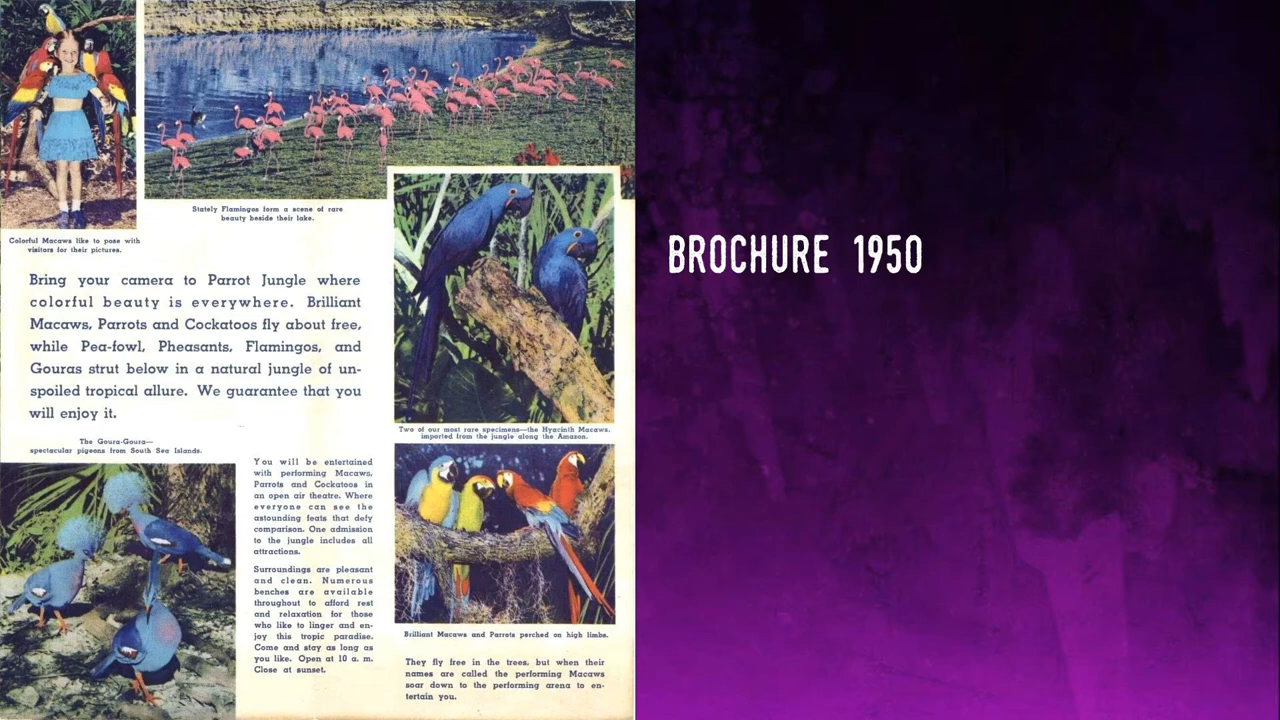 Stately Flamingos form a scene of rare
beauty beside their lake.
Colorful Macaws like to pose with
visitors for their pictures.
Bring your camera to Parrot Jungle where
colorful beauty is everywhere. Brilliant
Macaws, Parrots and Cockatoos fly about free,
while Pea-fowl, Pheasants, Flamingos, and
Gouras strut below in a natural jungle of un-
spoiled tropical allure. We guarantee that you
will enjoy it.
The Goura-Goura—
spectacular pigeons from South Sea Islands.
You will be entertained
with performing Macaws,
Parrots and Cockatoos in
an open air theatre. Where
everyone can see the
astounding feats that defy
comparison. One admission
to the jungle includes all
attractions.
Surroundings are pleasant
and clean. Numerous
benches are available
throughout to afford rest
and relaxation for those
who like to linger and en-
joy this tropic paradise.
Come and stay as long as
you like. Open at 10 a. m.
Close at sunset.
Two of our most rare specimens—the Hyacinth Macaws,
imported from the jungle along the Amazon.
Brilliant Macaws and Parrots perched on high limbs.
They fly free in the trees, but when their
names are called the performing Macaws
soar down to the performing arena to en-
tertain you.
BROCHURE 1950